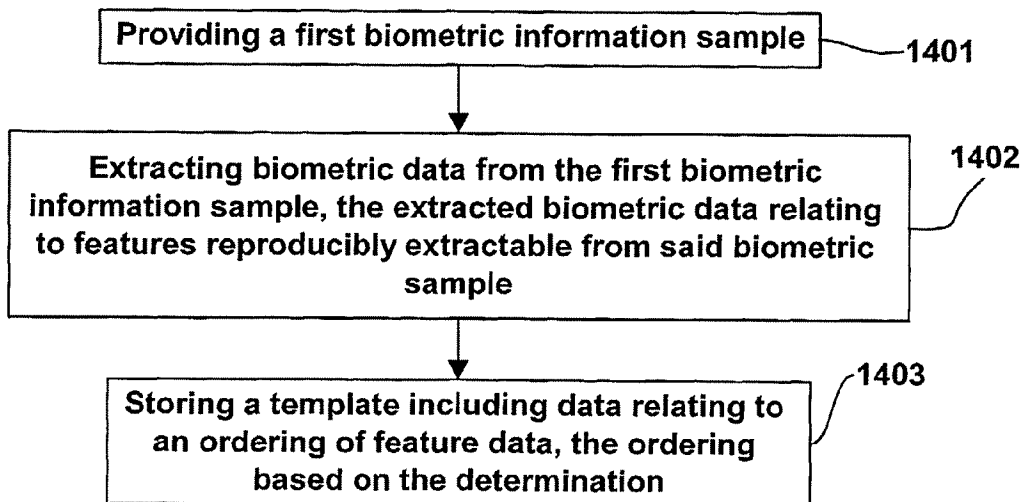 Providing a first biometric information sample
1401
Extracting biometric data from the first biometric
information sample, the extracted biometric data relating
to features reproducibly extractable from said biometric
sample
1402
Storing a template including data relating to
an ordering of feature data, the ordering
based on the determination
1403